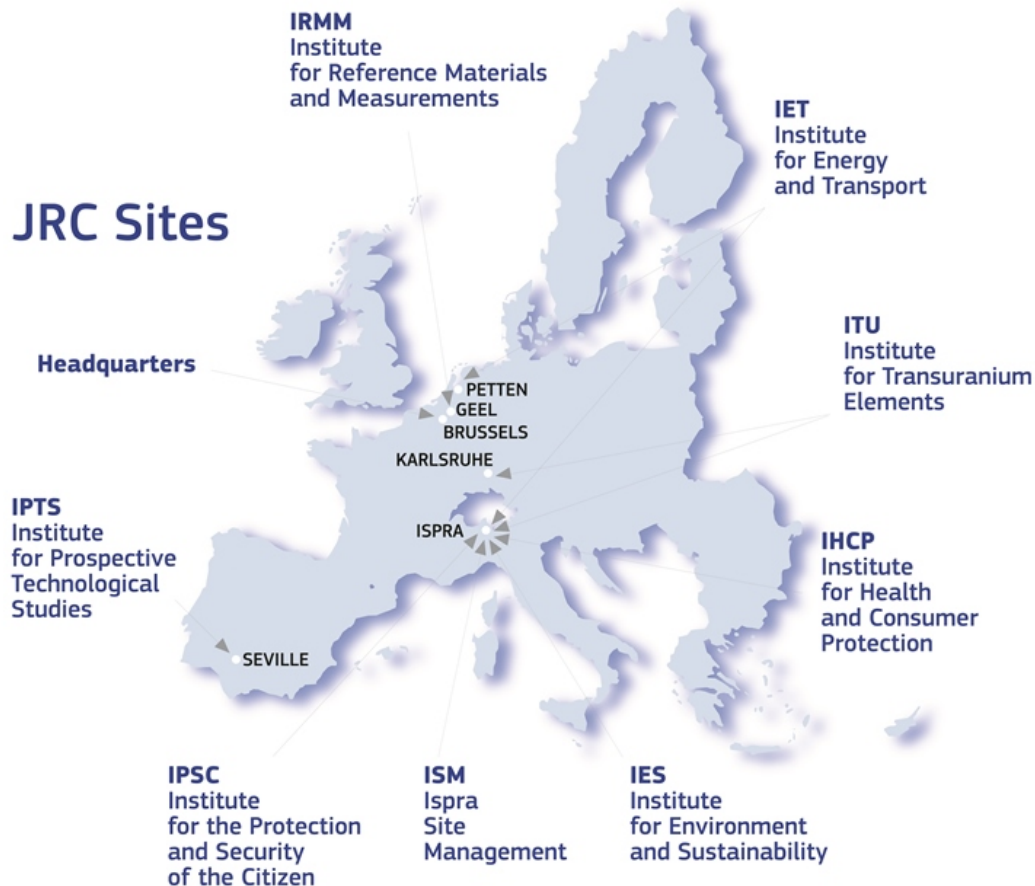 IRMM
Institute
for Reference Materials
and Measurements
IET
Institute
for Energy
and Transport
JRC Sites
ITU
Institute
for Transuranium
Elements
Headquarters
PETTEN
GEEL
BRUSSELS
KARLSRUHE
IPTS
Institute
for Prospective
Technological
Studies
ISPRA
IHCP
Institute
for Health
and Consumer
Protection
SEVILLE
IPSC
Institute
for the Protection
and Security
of the Citizen
ISM
Ispra
Site
Management
IES
Institute
for Environment
and Sustainability